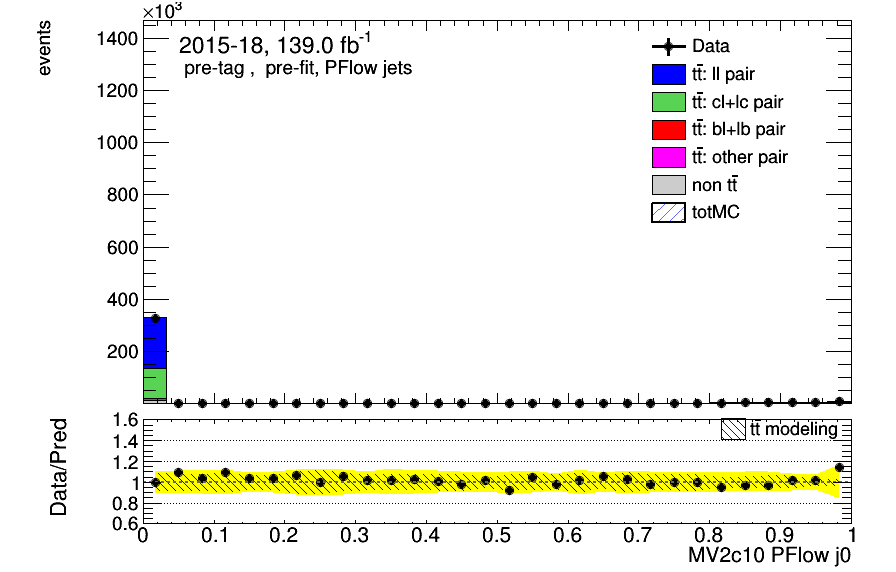 ×10³
events
1400
1200
1000
800
600
400
200
2015-18, 139.0 fb⁻¹
pre-tag , pre-fit, PFlow jets
Data
tt̄: ll pair
tt̄: cl+lc pair
tt̄: bl+lb pair
tt̄: other pair
non tt̄
totMC
Data/Pred
1.6
1.4
1.2
1
0.8
0.6
tt̄ modeling
0 0.1 0.2 0.3 0.4 0.5 0.6 0.7 0.8 0.9 1
MV2c10 PFlow j0